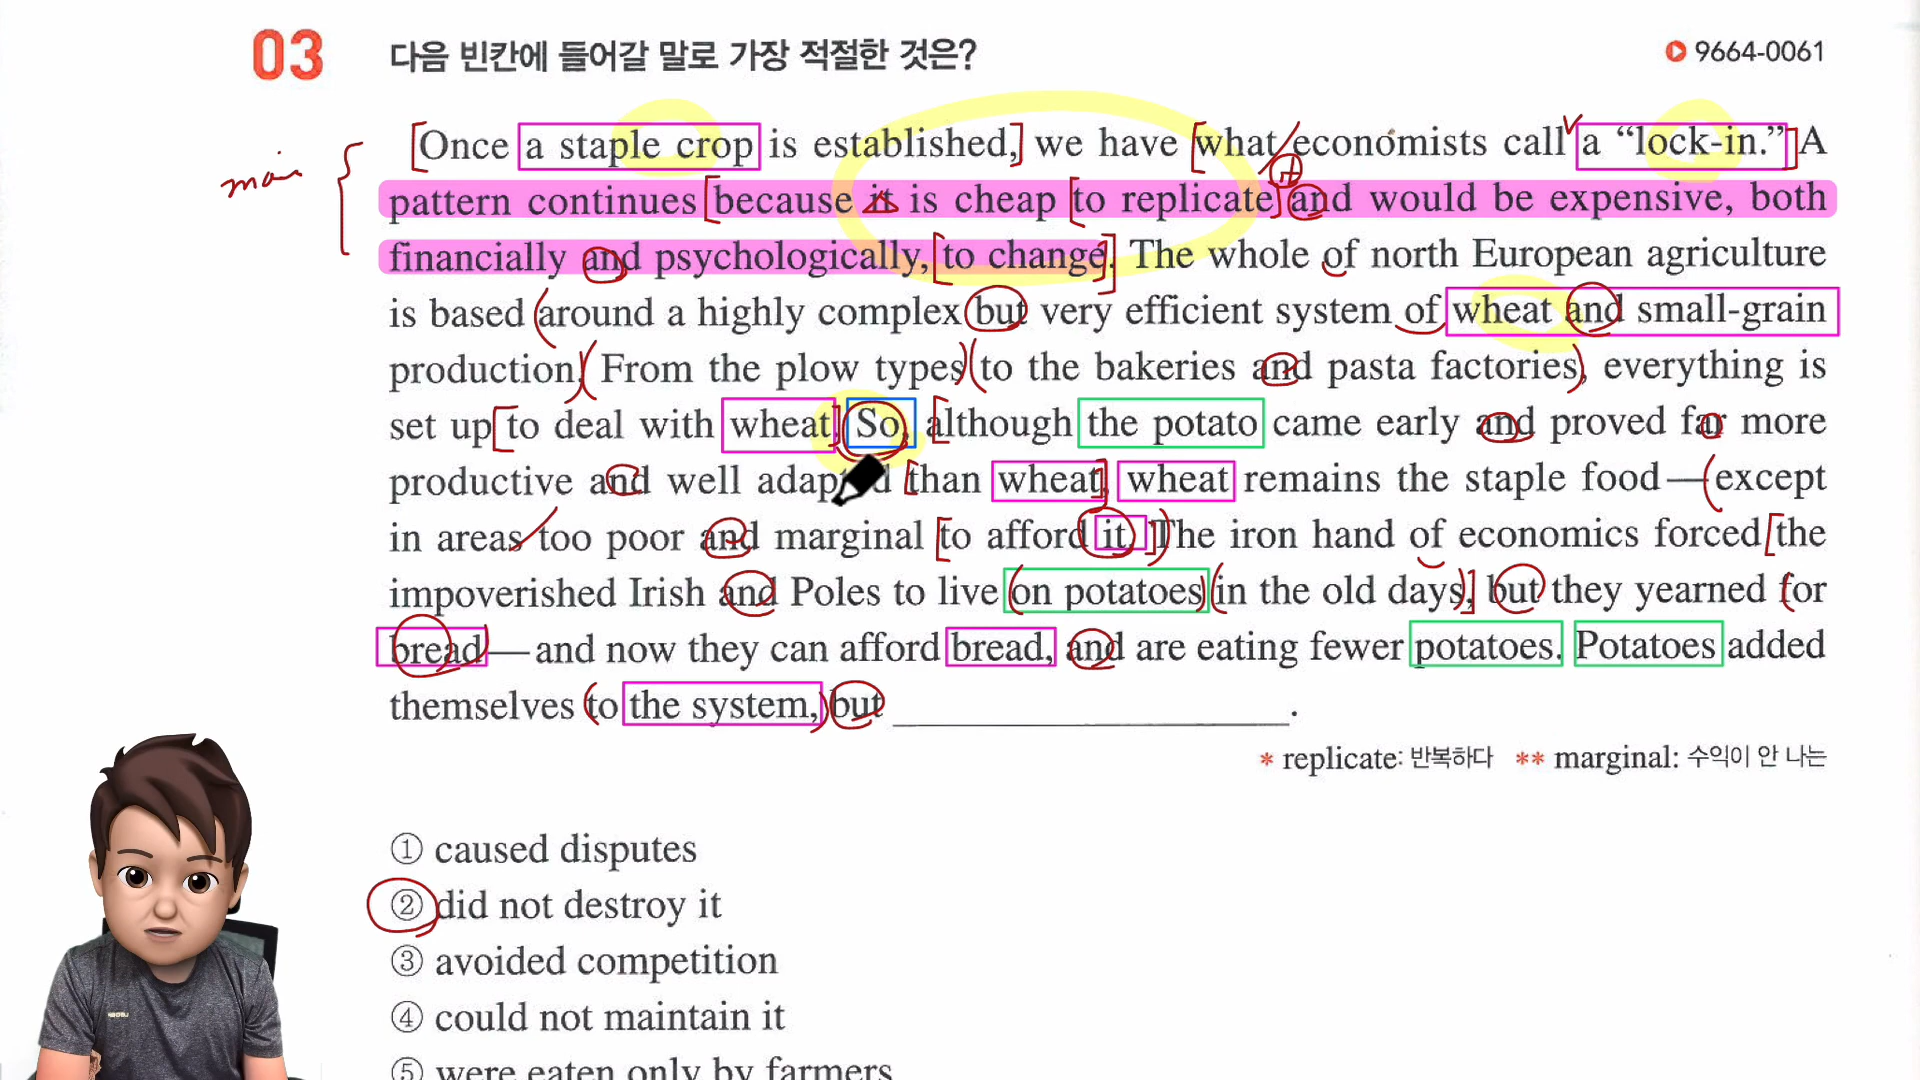 03 다음 빈칸에 들어갈 말로 가장 적절한 것은? 9664-0061
Once a staple crop is established, we have what economists call a “lock-in.” A
main
pattern continues because it is cheap to replicate and would be expensive, both
financially and psychologically, to change. The whole of north European agriculture
is based around a highly complex but very efficient system of wheat and small-grain
production. From the plow types to the bakeries and pasta factories, everything is
set up to deal with wheat. So, although the potato came early and proved far more
productive and well adapted than wheat, wheat remains the staple food—except
in areas too poor and marginal to afford it. The iron hand of economics forced the
impoverished Irish and Poles to live on potatoes in the old days, but they yearned for
bread—and now they can afford bread, and are eating fewer potatoes. Potatoes added
themselves to the system, but ____________________.
* replicate: 반복하다 ** marginal: 수익이 안 나는
① caused disputes
② did not destroy it
③ avoided competition
④ could not maintain it
⑤ were eaten only by farmers